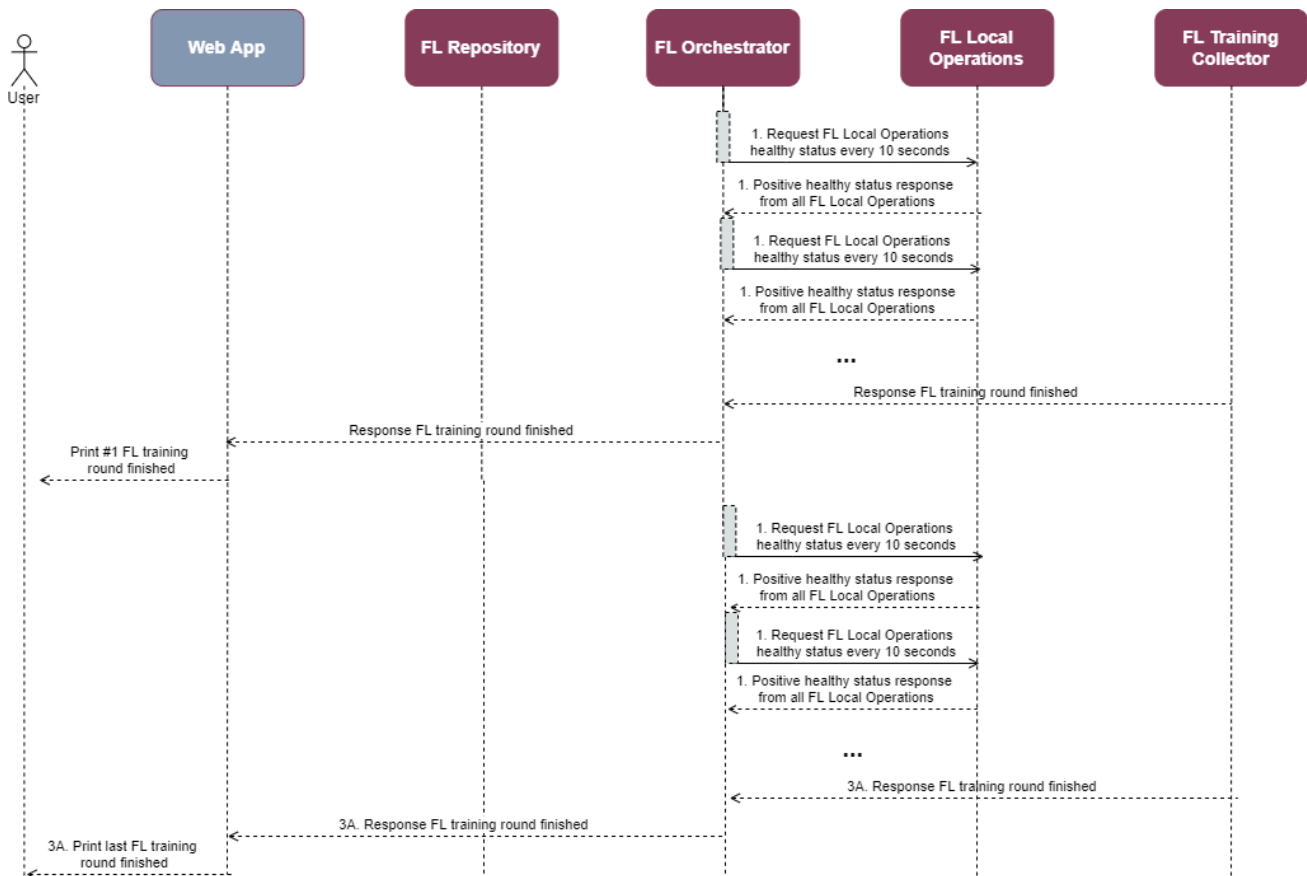 Web App
FL Repository
FL Orchestrator
FL Local
Operations
FL Training
Collector
User
1. Request FL Local Operations
healthy status every 10 seconds
1. Positive healthy status response
from all FL Local Operations
1. Request FL Local Operations
healthy status every 10 seconds
1. Positive healthy status response
from all FL Local Operations
...
Response FL training round finished
Response FL training round finished
Print #1 FL training
round finished
1. Request FL Local Operations
healthy status every 10 seconds
1. Positive healthy status response
from all FL Local Operations
1. Request FL Local Operations
healthy status every 10 seconds
1. Positive healthy status response
from all FL Local Operations
...
3A. Response FL training round finished
3A. Response FL training round finished
3A. Print last FL training
round finished